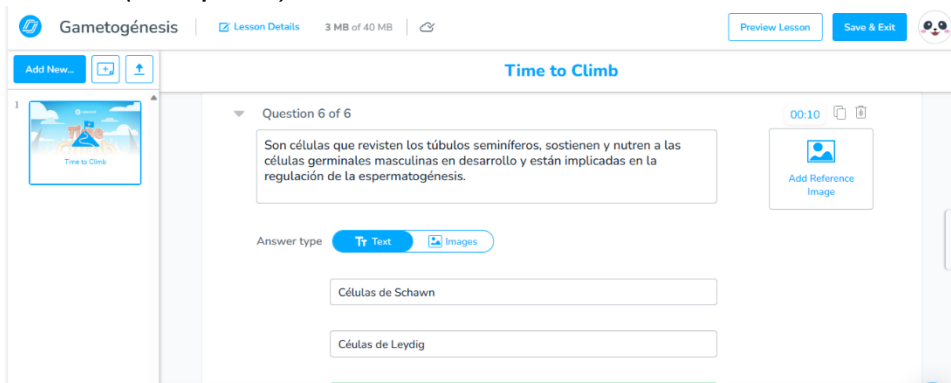 Gametogénesis
Lesson Details
3 MB of 40 MB
Preview Lesson
Save & Exit
Add New...
Time to Climb
1
Time to Climb
Question 6 of 6
00:10
Son células que revisten los túbulos seminíferos, sostienen y nutren a las
células germinales masculinas en desarrollo y están implicadas en la
regulación de la espermatogénesis.
Add Reference
Image
Answer type
Tт Text
Images
Células de Schawn
Céulas de Leydig